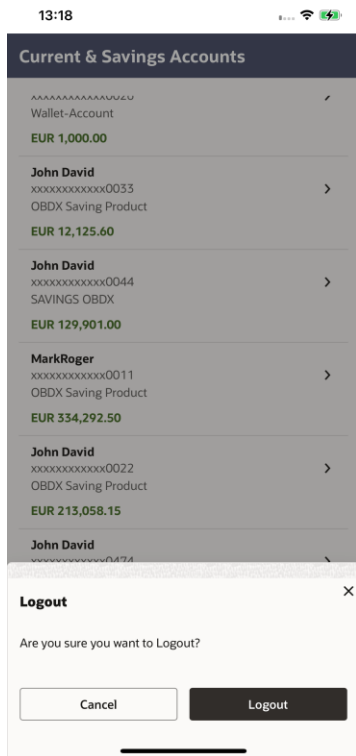 13:18
Current & Savings Accounts
Wallet-Account
EUR 1,000.00
John David
xxxxxxxxxxxx0033
OBDX Saving Product
EUR 12,125.60
John David
xxxxxxxxxxxx0044
SAVINGS OBDX
EUR 129,901.00
MarkRoger
xxxxxxxxxxxx0011
OBDX Saving Product
EUR 334,292.50
John David
xxxxxxxxxxxx0022
OBDX Saving Product
EUR 213,058.15
John David
Logout
Are you sure you want to Logout?
Cancel
Logout